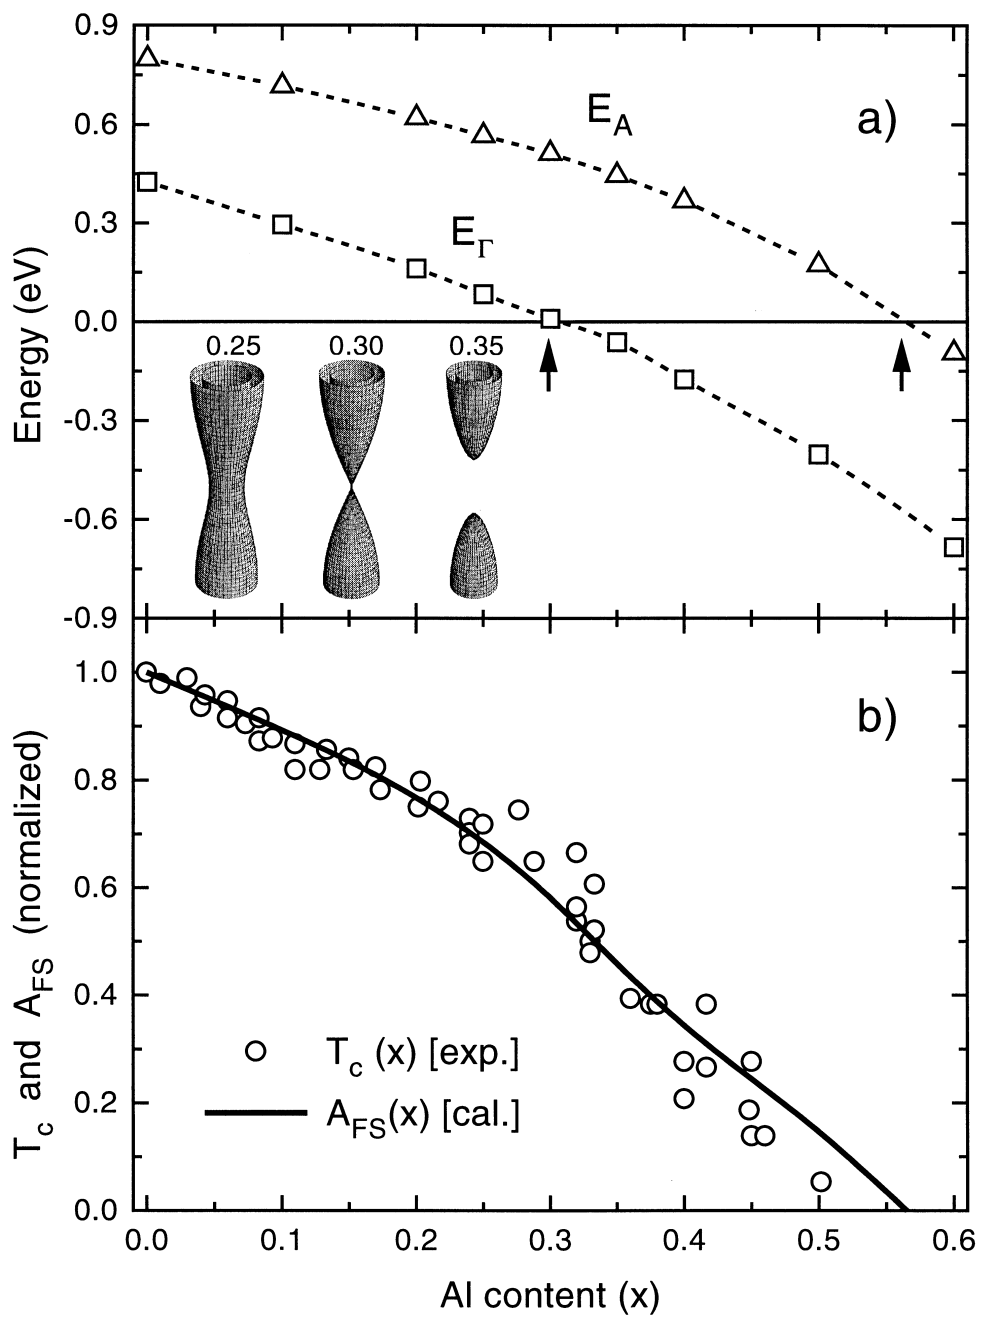 0.9
0.6
0.3
0.0
-0.3
-0.6
-0.9
Energy (eV)
a)
E_A
E_Γ
0.25 0.30 0.35
1.0
0.8
0.6
0.4
0.2
0.0
T_c and A_FS (normalized)
b)
T_c (x) [exp.]
A_FS(x) [cal.]
0.0 0.1 0.2 0.3 0.4 0.5 0.6
Al content (x)